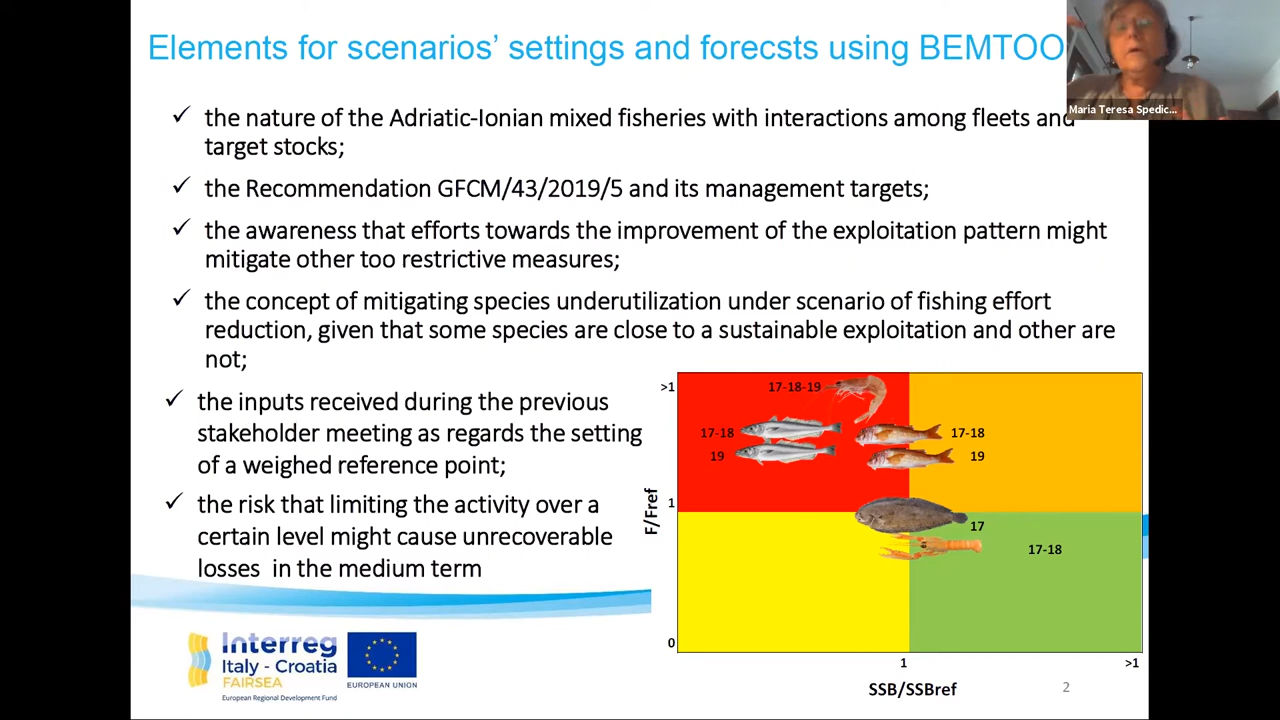 Elements for scenarios’ settings and forecsts using BEMTOO
Maria Teresa Spedic...
✓ the nature of the Adriatic-Ionian mixed fisheries with interactions among fleets and
target stocks;
✓ the Recommendation GFCM/43/2019/5 and its management targets;
✓ the awareness that efforts towards the improvement of the exploitation pattern might
mitigate other too restrictive measures;
✓ the concept of mitigating species underutilization under scenario of fishing effort
reduction, given that some species are close to a sustainable exploitation and other are
not;
✓ the inputs received during the previous
stakeholder meeting as regards the setting
of a weighed reference point;
✓ the risk that limiting the activity over a
certain level might cause unrecoverable
losses in the medium term
>1
17-18-19
17-18
17-18
19
19
1
F/Fref
17
17-18
0
1
>1
SSB/SSBref
Interreg
Italy - Croatia
FAIRSEA
European Regional Development Fund
EUROPEAN UNION
2